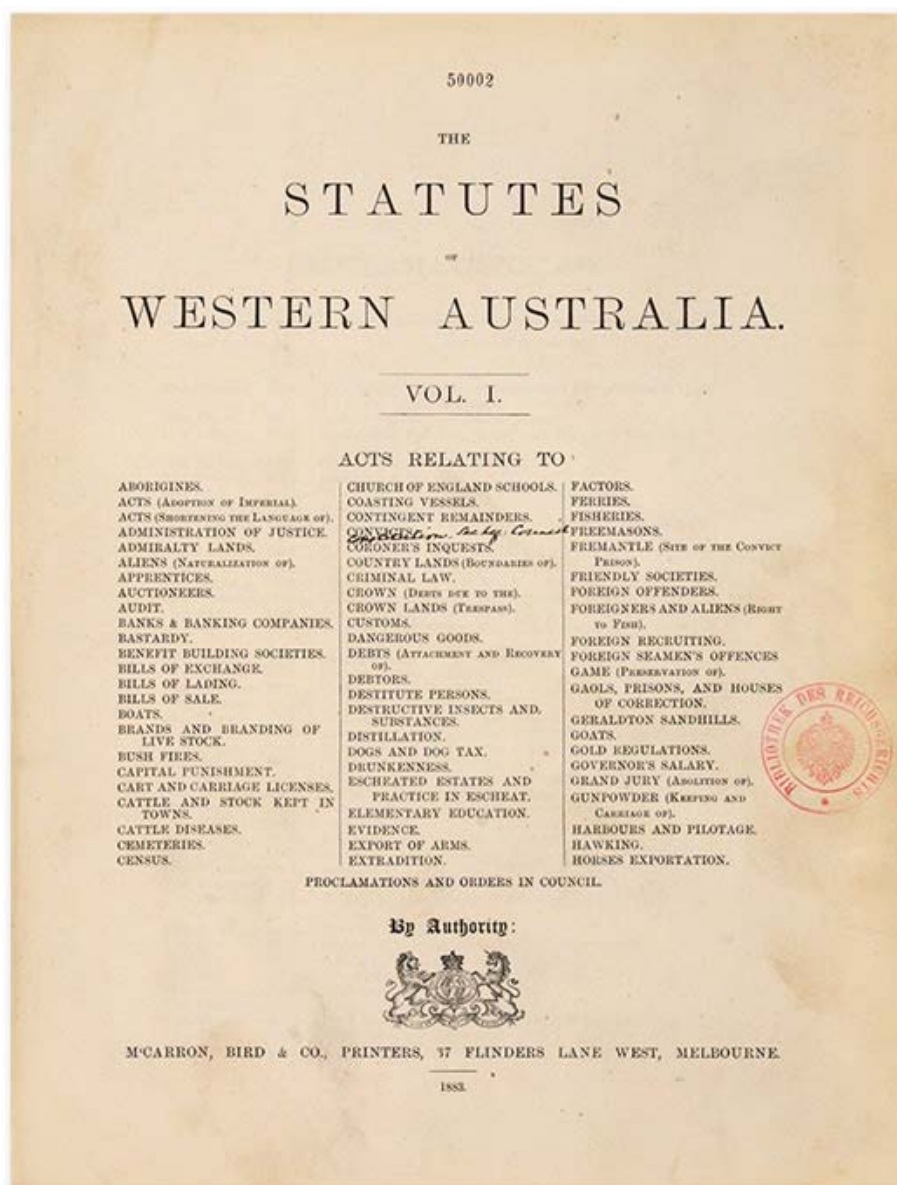 50002
THE
STATUTES
OF
WESTERN AUSTRALIA.
VOL. I.
ACTS RELATING TO
ABORIGINES.
ACTS (ADOPTION OF IMPERIAL).
ACTS (SHORTENING THE LANGUAGE OF).
ADMINISTRATION OF JUSTICE.
ADMIRALTY LANDS.
ALIENS (NATURALIZATION OF).
APPRENTICES.
AUCTIONEERS.
AUDIT.
BANKS & BANKING COMPANIES.
BASTARDY.
BENEFIT BUILDING SOCIETIES.
BILLS OF EXCHANGE.
BILLS OF LADING.
BILLS OF SALE.
BOATS.
BRANDS AND BRANDING OF
LIVE STOCK.
BUSH FIRES.
CAPITAL PUNISHMENT.
CART AND CARRIAGE LICENSES.
CATTLE AND STOCK KEPT IN
TOWNS.
CATTLE DISEASES.
CEMETERIES.
CENSUS.
CHURCH OF ENGLAND SCHOOLS.
COASTING VESSELS.
CONTINGENT REMAINDERS.
CONVICTS.
Council
CORONER'S INQUESTS.
COUNTRY LANDS (BOUNDARIES OF).
CRIMINAL LAW.
CROWN (DEBTS DUE TO THE).
CROWN LANDS (TRESPASS).
CUSTOMS.
DANGEROUS GOODS.
DEBTS (ATTACHMENT AND RECOVERY
OF).
DEBTORS.
DESTITUTE PERSONS.
DESTRUCTIVE INSECTS AND
SUBSTANCES.
DISTILLATION.
DOGS AND DOG TAX.
DRUNKENNESS.
ESCHEATED ESTATES AND
PRACTICE IN ESCHEAT.
ELEMENTARY EDUCATION.
EVIDENCE.
EXPORT OF ARMS.
EXTRADITION.
FACTORS.
FERRIES.
FISHERIES.
FREEMASONS.
FREMANTLE (SITE OF THE CONVICT
PRISON).
FRIENDLY SOCIETIES.
FOREIGN OFFENDERS.
FOREIGNERS AND ALIENS (RIGHT
TO FISH).
FOREIGN RECRUITING.
FOREIGN SEAMEN'S OFFENCES
GAME (PRESERVATION OF).
GAOLS, PRISONS, AND HOUSES
OF CORRECTION.
GERALDTON SANDHILLS.
GOATS.
GOLD REGULATIONS.
GOVERNOR'S SALARY.
GRAND JURY (ABOLITION OF).
GUNPOWDER (KEEPING AND
CARRIAGE OF).
HARBOURS AND PILOTAGE.
HAWKING.
HORSES EXPORTATION.
BIBLIOTHEK DES REICHSGERICHTS
PROCLAMATIONS AND ORDERS IN COUNCIL.
By Authority:
M'CARRON, BIRD & CO., PRINTERS, 37 FLINDERS LANE WEST, MELBOURNE.
1883.